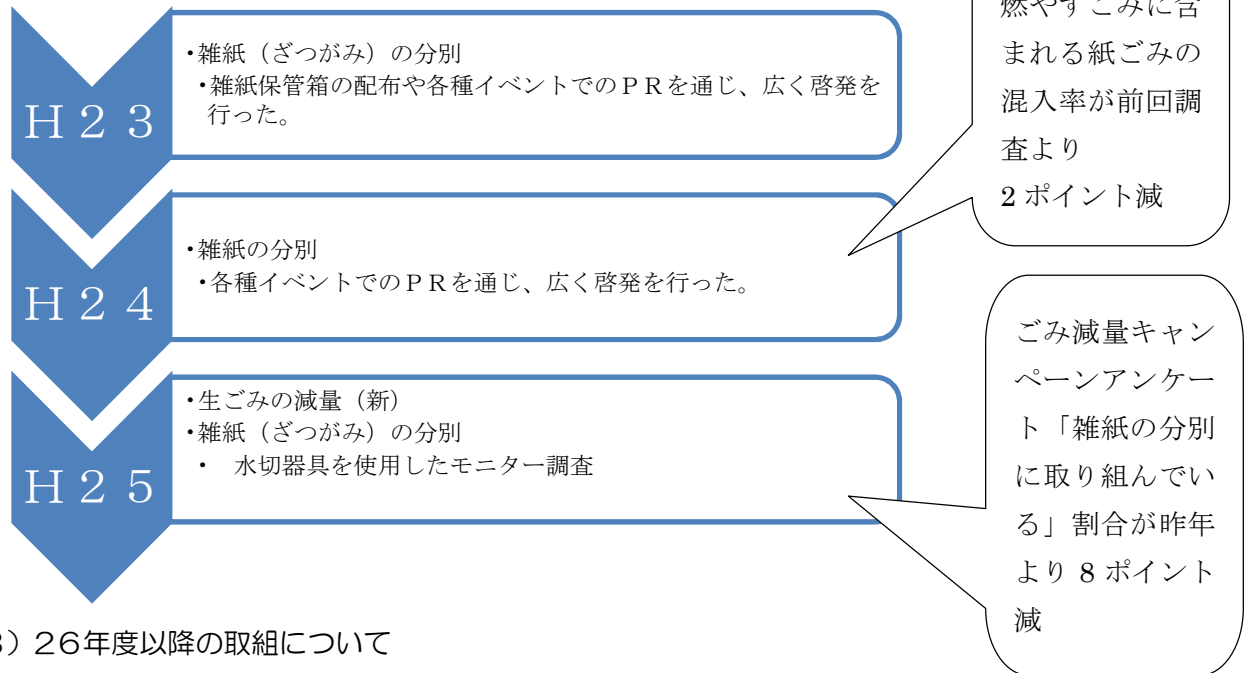 H２３
・雑紙（ざつがみ）の分別
・雑紙保管箱の配布や各種イベントでのＰＲを通じ、広く啓発を
行った。
燃やすごみに含
まれる紙ごみの
混入率が前回調
査より
2 ポイント減
H２４
・雑紙の分別
・各種イベントでのＰＲを通じ、広く啓発を行った。
H２５
・生ごみの減量（新）
・雑紙（ざつがみ）の分別
・ 水切器具を使用したモニター調査
ごみ減量キャン
ペーンアンケー
ト「雑紙の分別
に取り組んでい
る」割合が昨年
より 8 ポイント
減
）２６年度以降の取組について